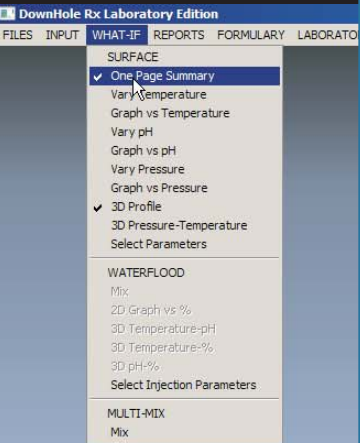 DownHole Rx Laboratory Edition
FILES INPUT WHAT-IF REPORTS FORMULARY LABORATO
SURFACE
One Page Summary
Vary Temperature
Graph vs Temperature
Vary pH
Graph vs pH
Vary Pressure
Graph vs Pressure
3D Profile
3D Pressure-Temperature
Select Parameters
WATERFLOOD
Mix
2D Graph vs %
3D Temperature-pH
3D Temperature-%
3D pH-%
Select Injection Parameters
MULTI-MIX
Mix